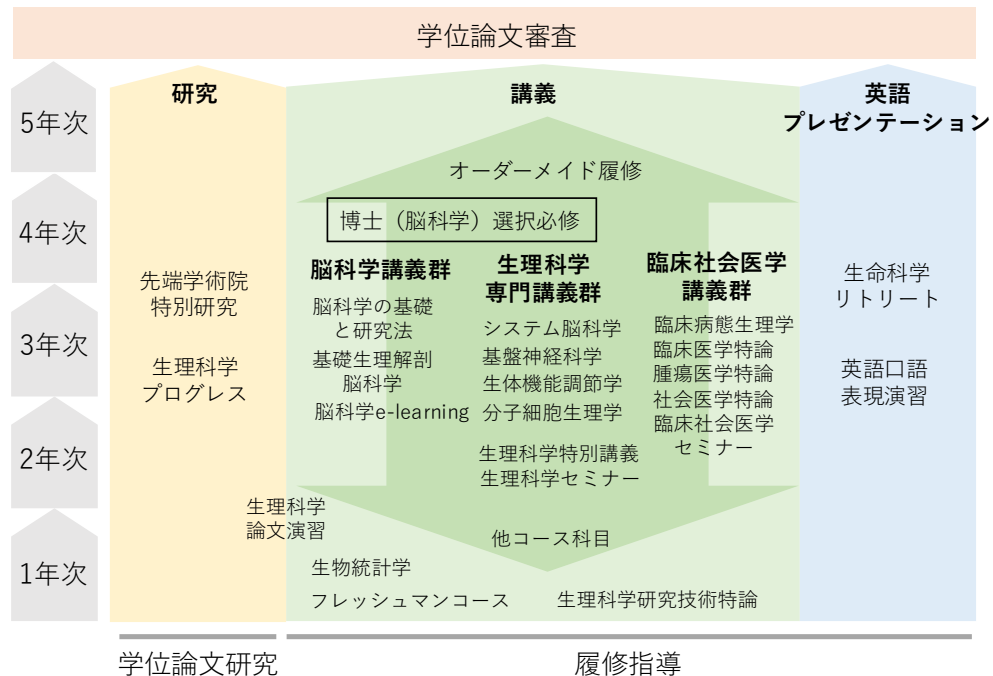 学位論文審査
5年次
4年次
3年次
2年次
1年次
研究
先端学術院
特別研究
生理科学
プログレス
生理科学
論文演習
講義
オーダーメイド履修
博士（脳科学）選択必修
脳科学講義群
脳科学の基礎
と研究法
基礎生理解剖
脳科学
脳科学e-learning
生理科学
専門講義群
システム脳科学
基盤神経科学
生体機能調節学
分子細胞生理学
生理科学特別講義
生理科学セミナー
臨床社会医学
講義群
臨床病態生理学
臨床医学特論
腫瘍医学特論
社会医学特論
臨床社会医学
セミナー
他コース科目
生物統計学
フレッシュマンコース
生理科学研究技術特論
英語
プレゼンテーション
生命科学
リトリート
英語口語
表現演習
学位論文研究
履修指導